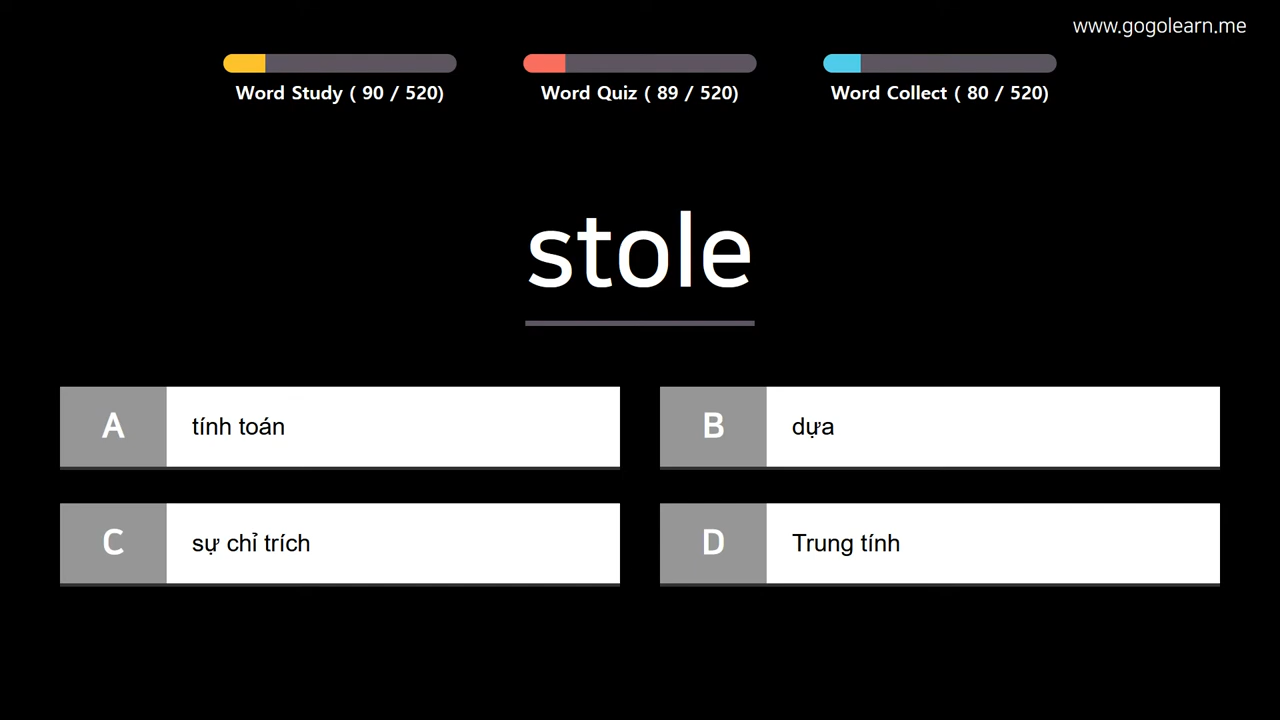 www.gogolearn.me
Word Study ( 90 / 520)
Word Quiz ( 89 / 520)
Word Collect ( 80 / 520)
stole
A tính toán
B dựa
C sự chỉ trích
D Trung tính